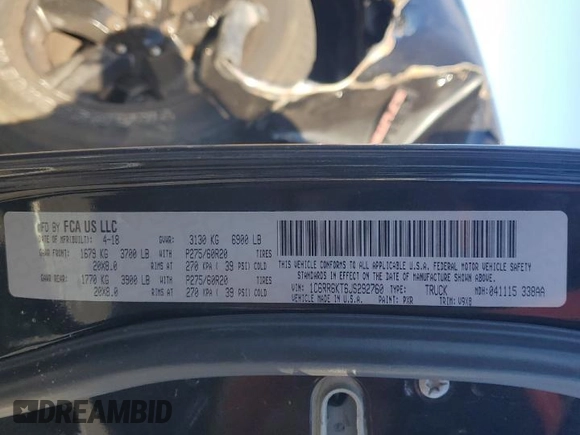 MFD BY FCA US LLC
DATE OF MFR(BUILT): 4-18 GVWR: 3130 KG 6900 LB
GAWR FRONT: 1679 KG 3700 LB WITH P275/60R20 TIRES
20X8.0 RIMS AT 270 KPA ( 39 PSI) COLD
GAWR REAR: 1770 KG 3900 LB WITH P275/60R20 TIRES
20X8.0 RIMS AT 270 KPA ( 39 PSI) COLD
THIS VEHICLE CONFORMS TO ALL APPLICABLE U.S.A. FEDERAL MOTOR VEHICLE SAFETY
STANDARDS IN EFFECT ON THE DATE OF MANUFACTURE SHOWN ABOVE.
VIN: 1C6RR6KT6JS292760 TYPE: TRUCK MDH: 041115 338AA
PAINT: PXR TRIM: V9X8
DREAMBID